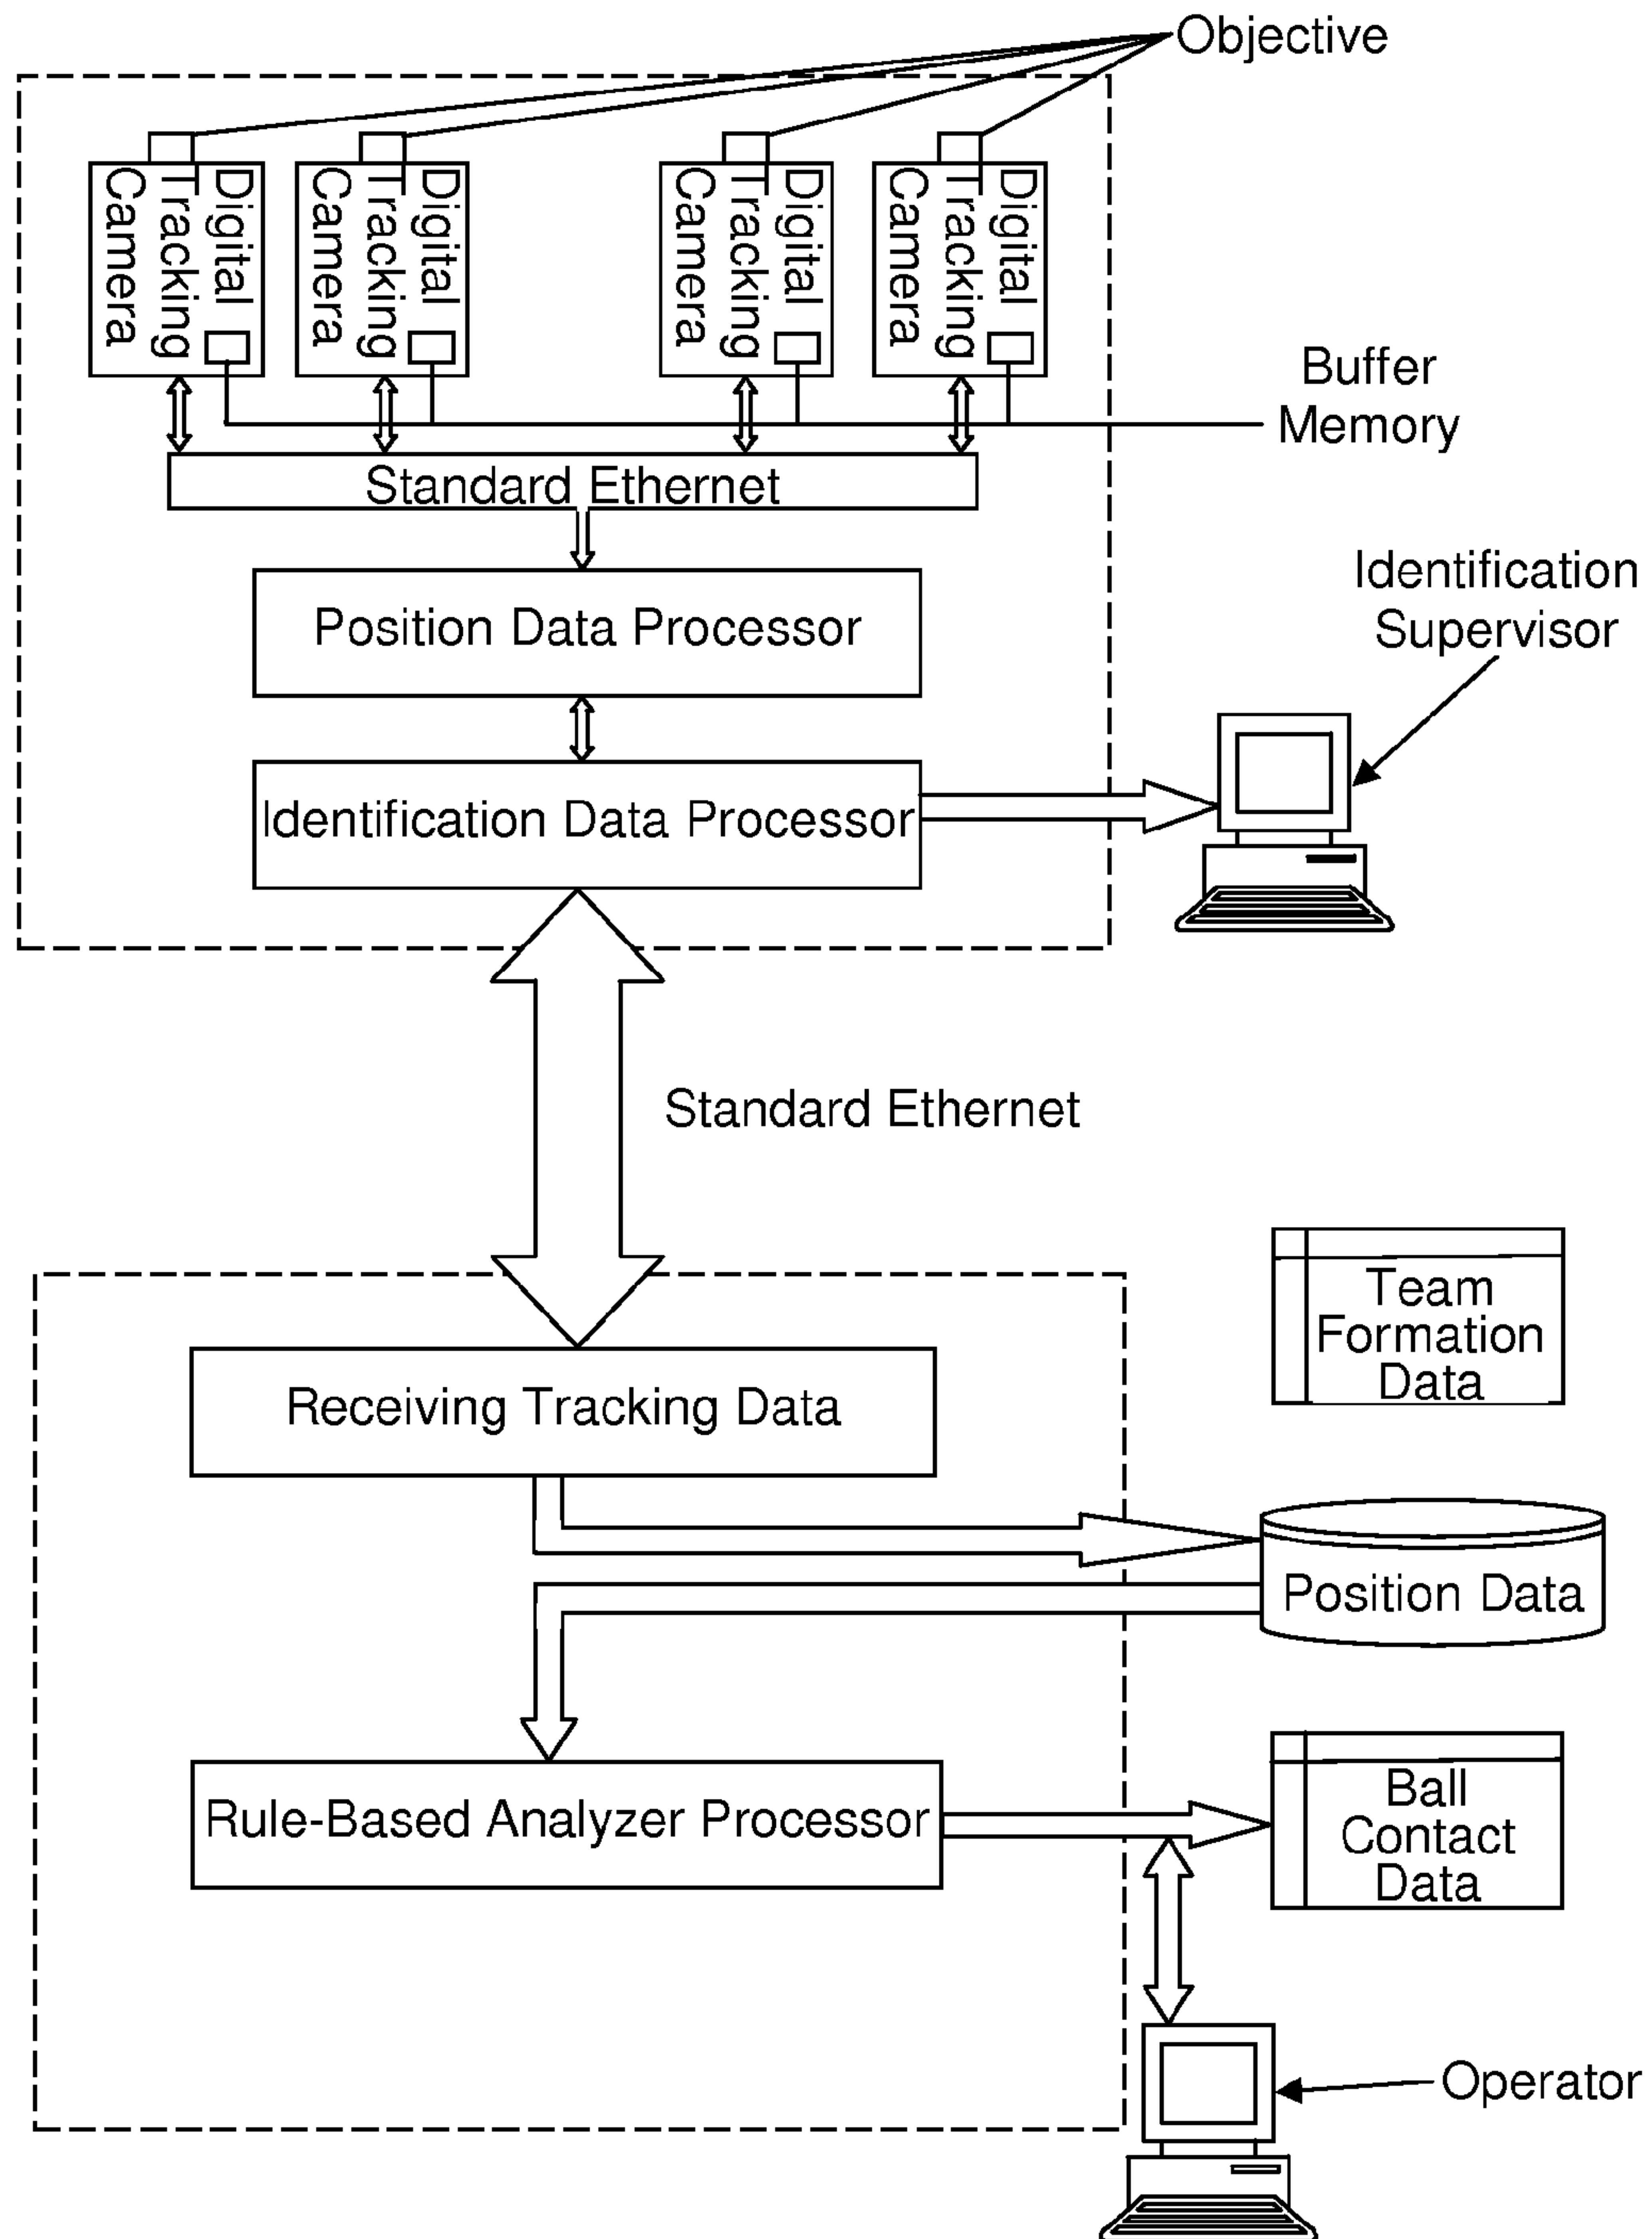 Objective
Digital
Tracking
Camera
Digital
Tracking
Camera
Digital
Tracking
Camera
Digital
Tracking
Camera
Buffer
Memory
Standard Ethernet
Identification
Supervisor
Position Data Processor
Identification Data Processor
Standard Ethernet
Team
Formation
Data
Receiving Tracking Data
Position Data
Rule-Based Analyzer Processor
Ball
Contact
Data
Operator